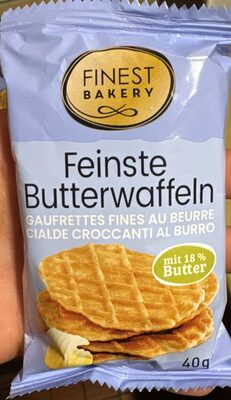 FINEST
BAKERY
Feinste
Butterwaffeln
GAUFRETTES FINES AU BEURRE
CIALDE CROCCANTI AL BURRO
mit 18 %
Butter
40g